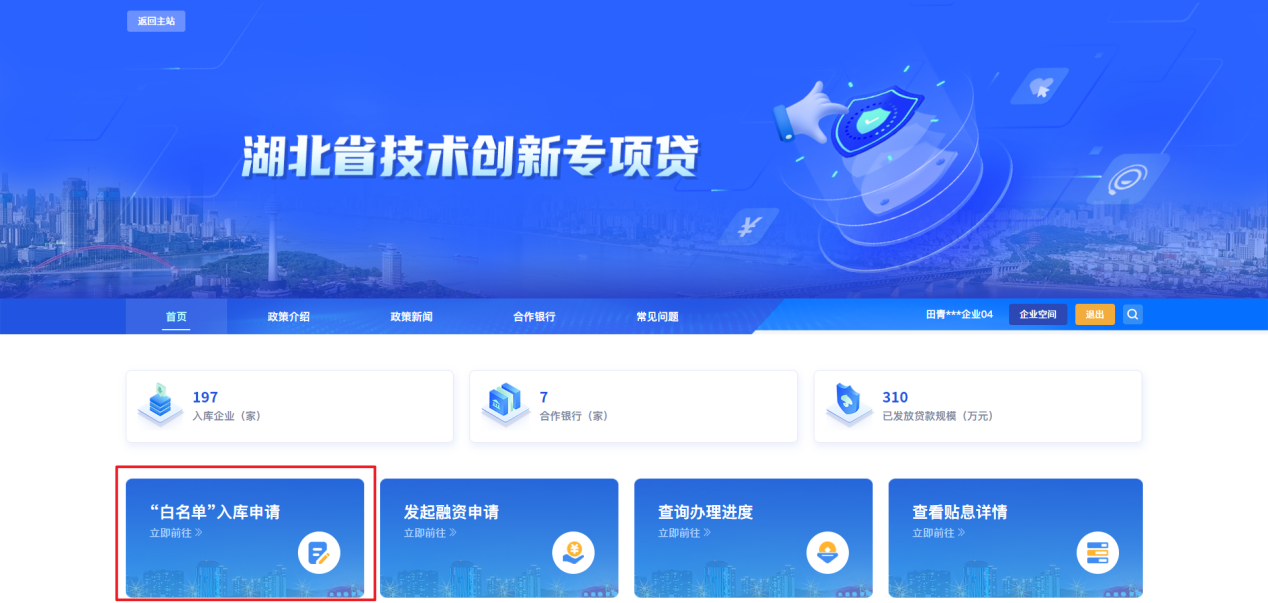 返回主站
湖北省技术创新专项贷
首页 政策介绍 政策新闻 合作银行 常见问题 田青***企业04 企业空间 退出
197
入库企业（家）
7
合作银行（家）
310
已发放贷款规模（万元）
“白名单”入库申请
立即前往
发起融资申请
立即前往
查询办理进度
立即前往
查看贴息详情
立即前往